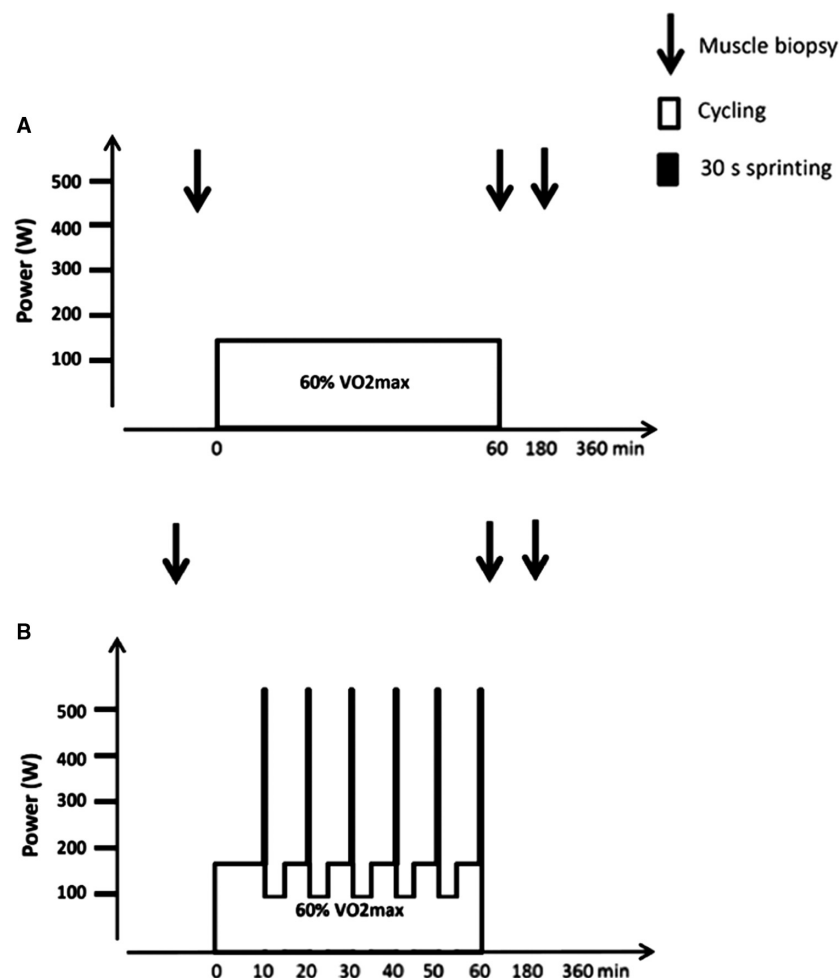 Muscle biopsy
Cycling
30 s sprinting
A
Power (W)
500
400
300
200
100
60% VO2max
0 60 180 360 min
B
Power (W)
500
400
300
200
100
60% VO2max
0 10 20 30 40 50 60 180 360 min